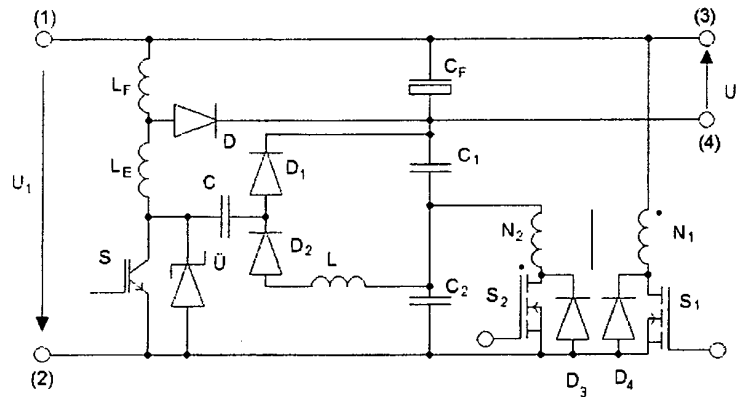 (1)
(3)
L_F
C_F
U
D
(4)
L_E
U_1
C
D_1
C_1
N_2
N_1
S
Ü
D_2
L
C_2
S_2
S_1
(2)
D_3
D_4